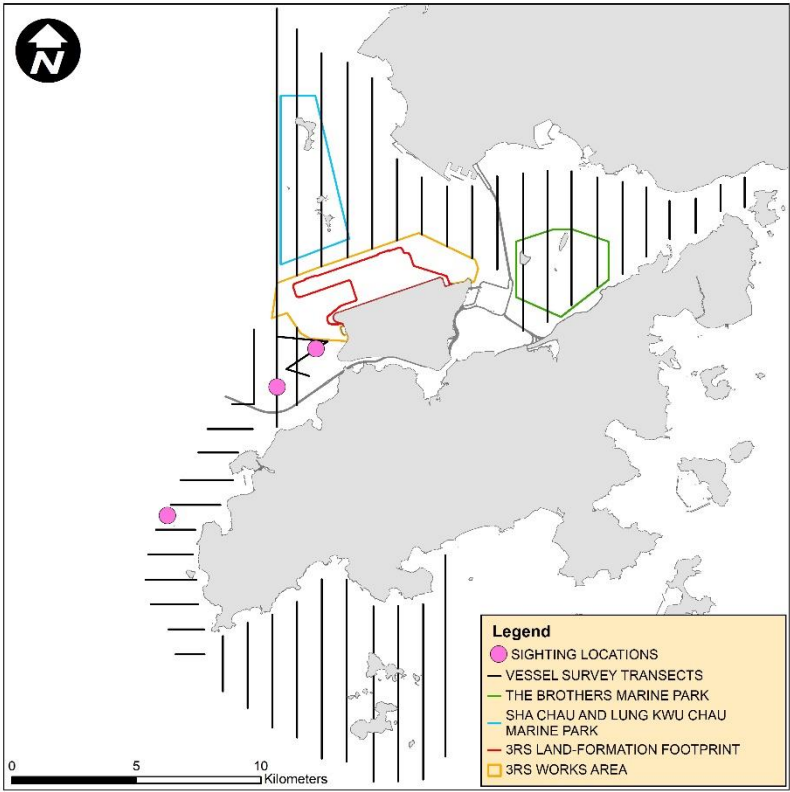 N
Legend
SIGHTING LOCATIONS
VESSEL SURVEY TRANSECTS
THE BROTHERS MARINE PARK
SHA CHAU AND LUNG KWU CHAU
MARINE PARK
3RS LAND-FORMATION FOOTPRINT
3RS WORKS AREA
0 5 10
Kilometers